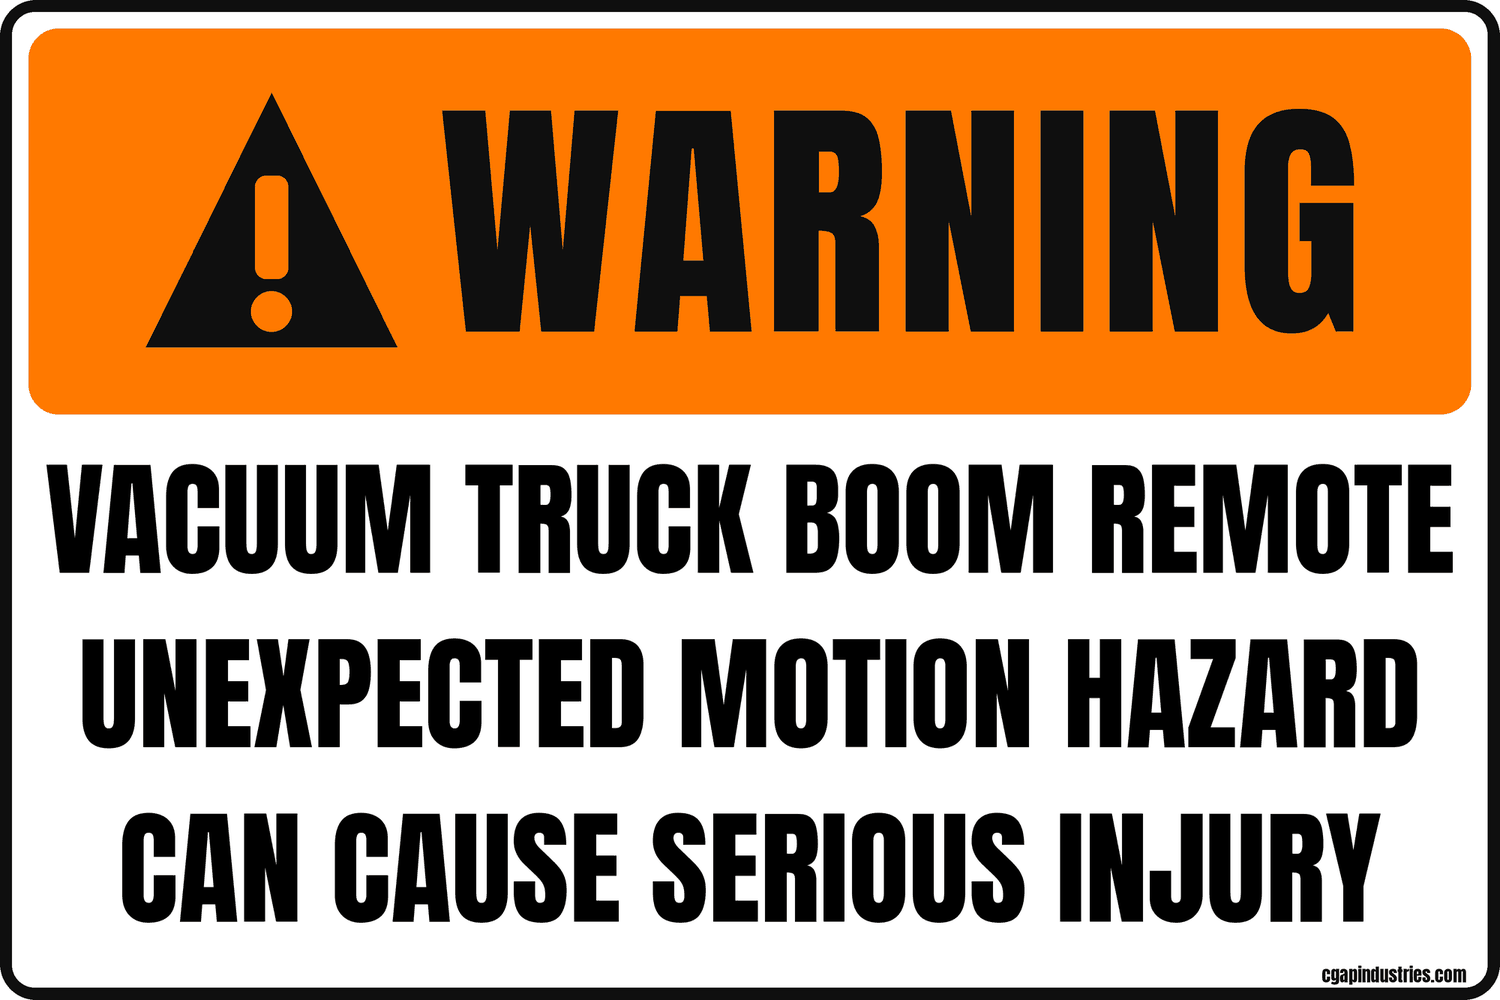 WARNING
VACUUM TRUCK BOOM REMOTE
UNEXPECTED MOTION HAZARD
CAN CAUSE SERIOUS INJURY
cgapindustries.com